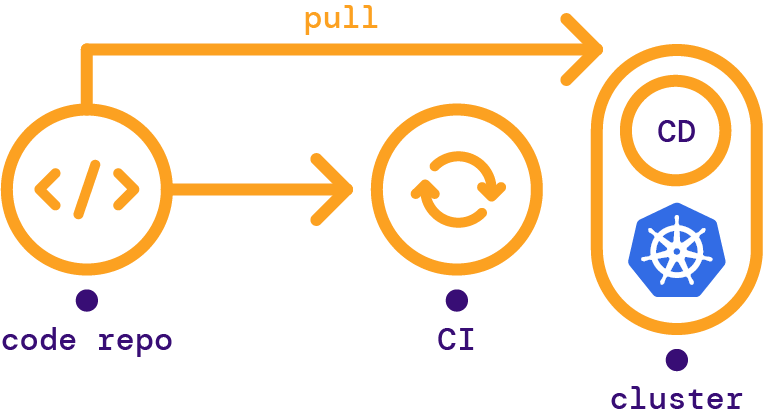 pull
CD
code repo
CI
cluster